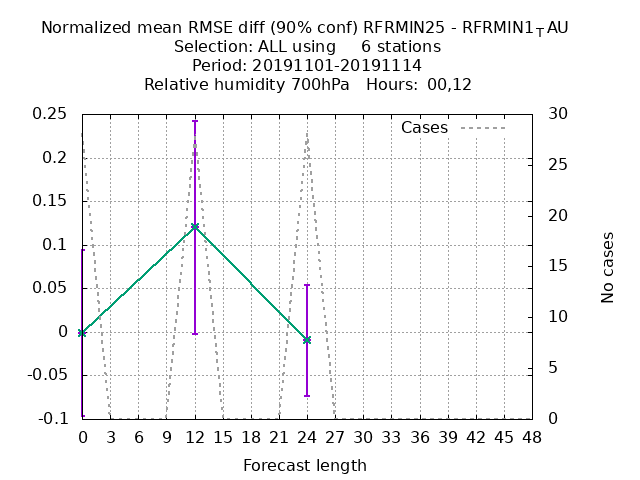 Normalized mean RMSE diff (90% conf) RFRMIN25 - RFRMIN1TAU
Selection: ALL using 6 stations
Period: 20191101-20191114
Relative humidity 700hPa Hours: 00,12
Cases
0.25
0.2
0.15
0.1
0.05
0
-0.05
-0.1
30
25
20
15
10
5
0
No cases
0 3 6 9 12 15 18 21 24 27 30 33 36 39 42 45 48
Forecast length